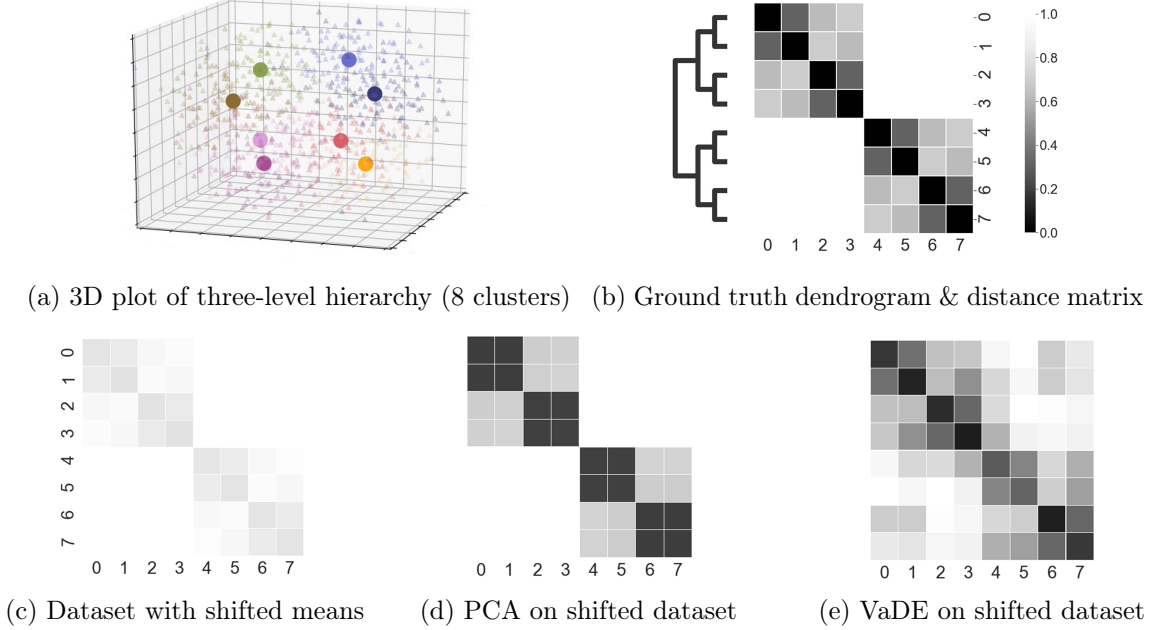 0
1
2
3
4
5
6
7
0 1 2 3 4 5 6 7
1.0
0.8
0.6
0.4
0.2
0.0
(a) 3D plot of three-level hierarchy (8 clusters)
(b) Ground truth dendrogram & distance matrix
0
1
2
3
4
5
6
7
0 1 2 3 4 5 6 7
0 1 2 3 4 5 6 7
0 1 2 3 4 5 6 7
(c) Dataset with shifted means
(d) PCA on shifted dataset
(e) VaDE on shifted dataset